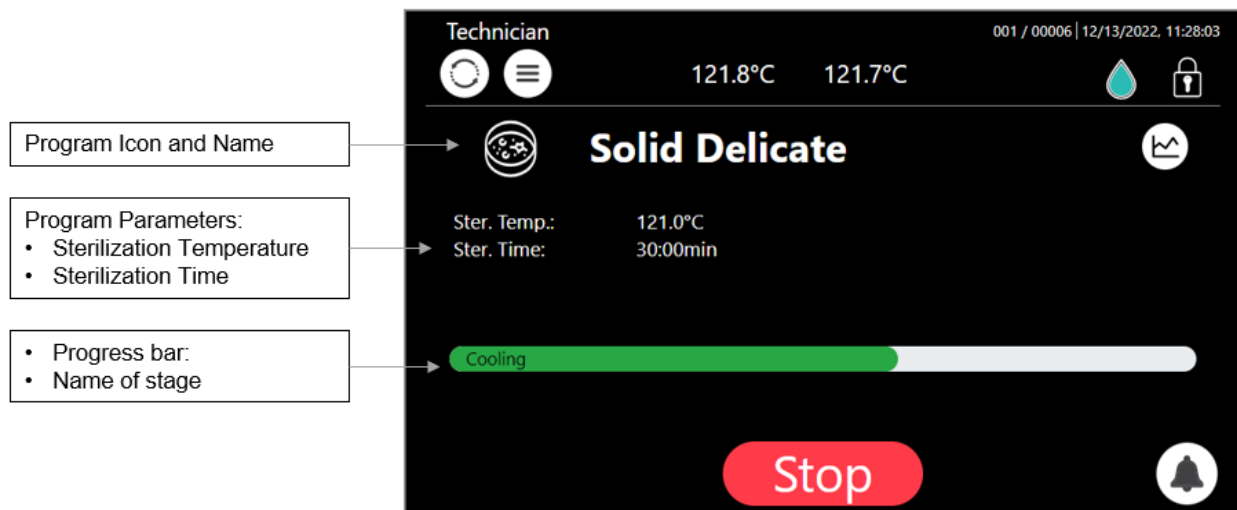 Technician
001 / 00006 | 12/13/2022, 11:28:03
121.8°C 121.7°C
Program Icon and Name
Solid Delicate
Program Parameters:
• Sterilization Temperature
• Sterilization Time
Ster. Temp.: 121.0°C
Ster. Time: 30:00min
• Progress bar:
• Name of stage
Cooling
Stop